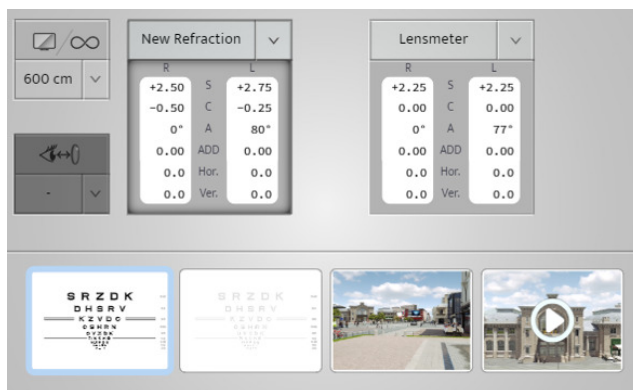 600 cm
-
New Refraction
R L
+2.50 S +2.75
-0.50 C -0.25
0° A 80°
0.00 ADD 0.00
0.0 Hor. 0.0
0.0 Ver. 0.0
Lensmeter
R L
+2.25 S +2.25
0.00 C 0.00
0° A 77°
0.00 ADD 0.00
0.0 Hor. 0.0
0.0 Ver. 0.0
S R Z D K
D H S R V
K Z V D C
S R Z D K
D H S R V
K Z V D C